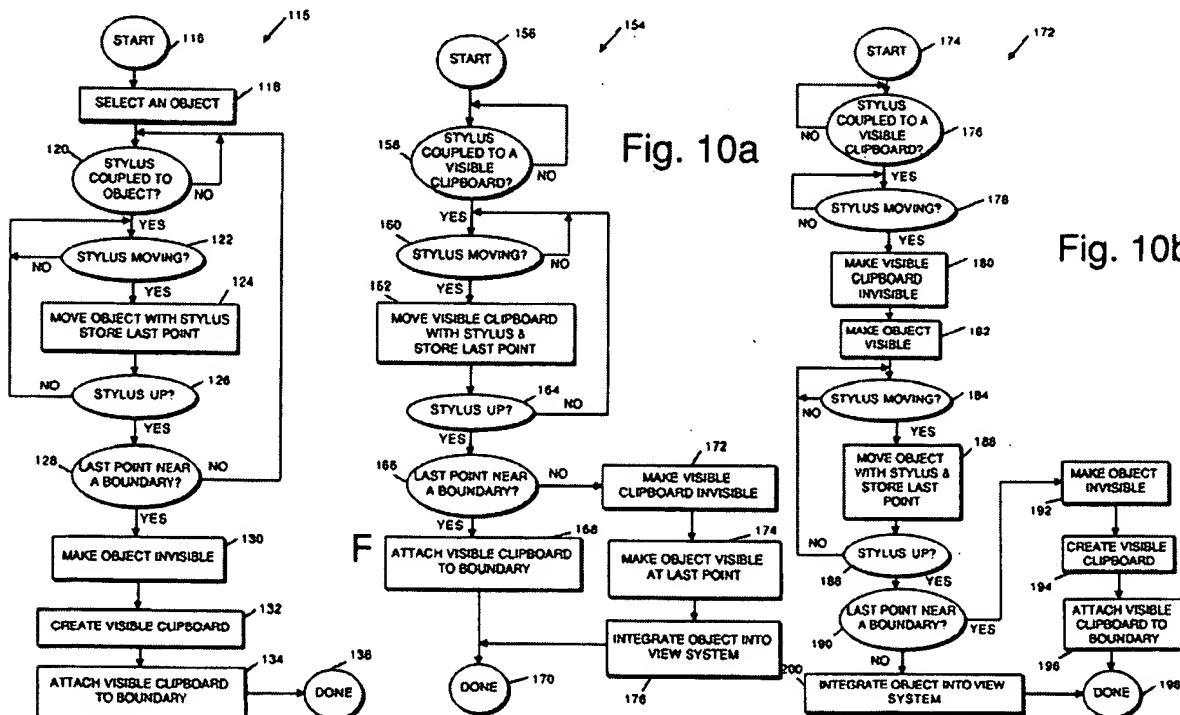 115
START
116
SELECT AN OBJECT
118
120
STYLUS
COUPLED TO
OBJECT?
NO
YES
122
STYLUS MOVING?
NO
YES
124
MOVE OBJECT WITH STYLUS
STORE LAST POINT
126
STYLUS UP?
NO
YES
128
LAST POINT NEAR
A BOUNDARY?
NO
YES
MAKE OBJECT INVISIBLE
130
CREATE VISIBLE CLIPBOARD
132
134
ATTACH VISIBLE CLIPBOARD
TO BOUNDARY
138
DONE
154
156
START
Fig. 10a
158
STYLUS
COUPLED TO A
VISIBLE
CLIPBOARD?
NO
YES
160
STYLUS MOVING?
NO
YES
162
MOVE VISIBLE CLIPBOARD
WITH STYLUS &
STORE LAST POINT
164
STYLUS UP?
NO
YES
166
LAST POINT NEAR
A BOUNDARY?
NO
YES
172
MAKE VISIBLE
CLIPBOARD INVISIBLE
F
168
ATTACH VISIBLE CLIPBOARD
TO BOUNDARY
174
MAKE OBJECT VISIBLE
AT LAST POINT
INTEGRATE OBJECT INTO
VIEW SYSTEM
176
DONE
170
172
START
174
STYLUS
COUPLED TO A
VISIBLE
CLIPBOARD?
176
NO
YES
STYLUS MOVING?
178
NO
YES
Fig. 10b
MAKE VISIBLE
CLIPBOARD
INVISIBLE
180
MAKE OBJECT
VISIBLE
182
STYLUS MOVING?
184
NO
YES
188
MOVE OBJECT
WITH STYLUS &
STORE LAST
POINT
NO
STYLUS UP?
188
YES
LAST POINT NEAR
A BOUNDARY?
190
YES
NO
MAKE OBJECT
INVISIBLE
192
CREATE VISIBLE
CLIPBOARD
194
ATTACH VISIBLE
CLIPBOARD TO
BOUNDARY
196
200
INTEGRATE OBJECT INTO VIEW
SYSTEM
DONE
198